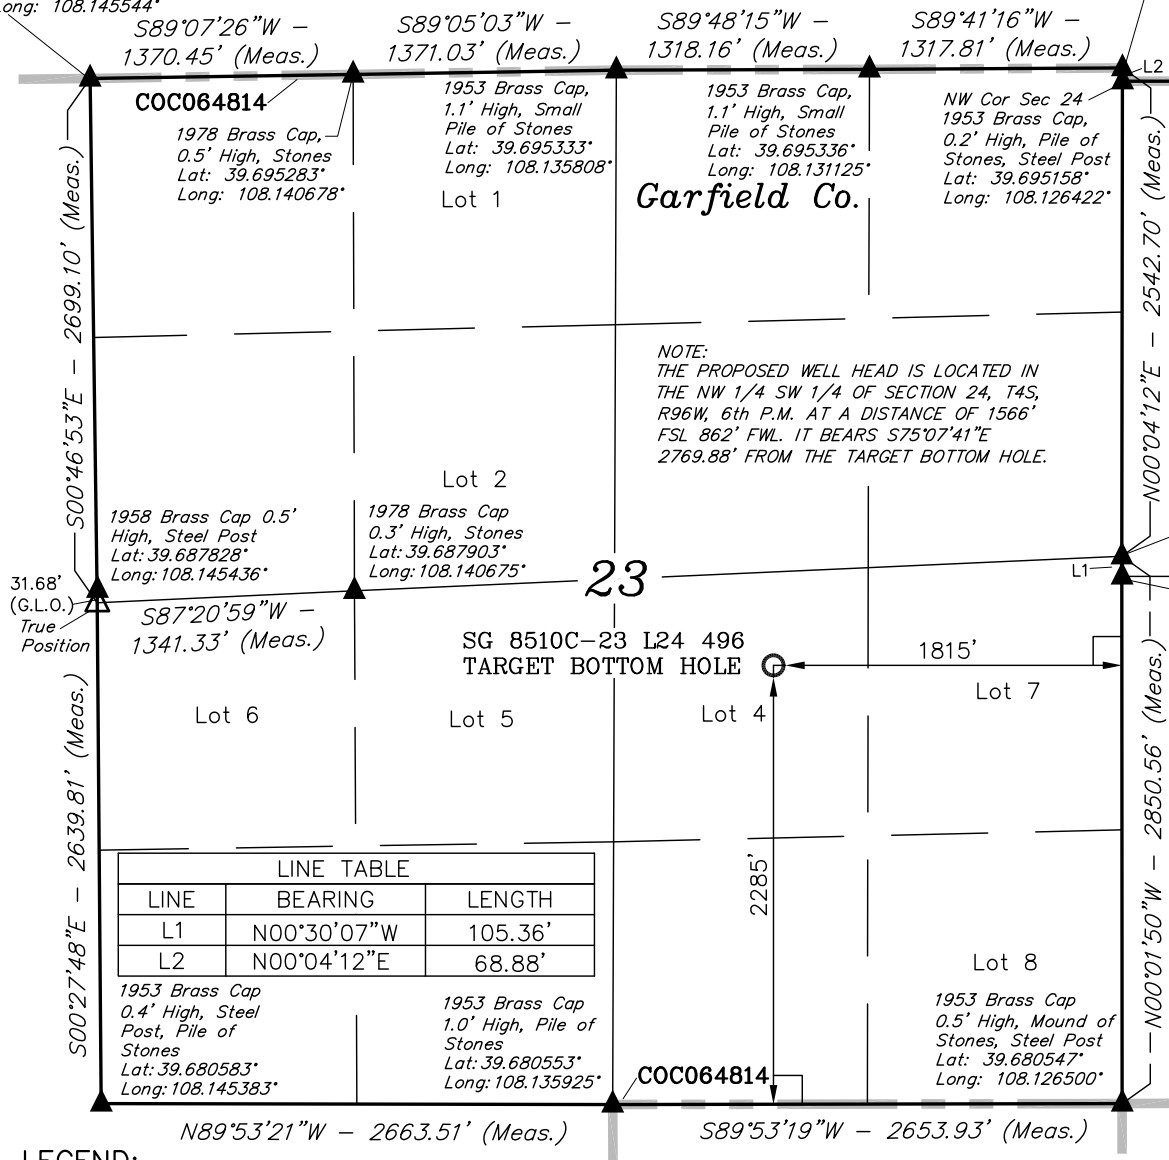 Long: 108.145544°
S89°07'26"W –
1370.45' (Meas.)
S89°05'03"W –
1371.03' (Meas.)
S89°48'15"W –
1318.16' (Meas.)
S89°41'16"W –
1317.81' (Meas.)
L2
COC064814
1978 Brass Cap,
0.5' High, Stones
Lat: 39.695283°
Long: 108.140678°
1953 Brass Cap,
1.1' High, Small
Pile of Stones
Lat: 39.695333°
Long: 108.135808°
1953 Brass Cap,
1.1' High, Small
Pile of Stones
Lat: 39.695336°
Long: 108.131125°
NW Cor Sec 24
1953 Brass Cap,
0.2' High, Pile of
Stones, Steel Post
Lat: 39.695158°
Long: 108.126422°
Lot 1
Garfield Co.
S00°46'53"E – 2699.10' (Meas.)
N00°04'12"E – 2542.70' (Meas.)
NOTE:
THE PROPOSED WELL HEAD IS LOCATED IN
THE NW 1/4 SW 1/4 OF SECTION 24, T4S,
R96W, 6th P.M. AT A DISTANCE OF 1566'
FSL 862' FWL. IT BEARS S75°07'41"E
2769.88' FROM THE TARGET BOTTOM HOLE.
Lot 2
1958 Brass Cap 0.5'
High, Steel Post
Lat: 39.687828°
Long: 108.145436°
1978 Brass Cap
0.3' High, Stones
Lat: 39.687903°
Long: 108.140675°
23
L1
31.68'
(G.L.O.)
True
Position
S87°20'59"W –
1341.33' (Meas.)
SG 8510C–23 L24 496
TARGET BOTTOM HOLE
1815'
Lot 6
Lot 5
Lot 4
Lot 7
S00°27'48"E – 2639.81' (Meas.)
N00°01'50"W – 2850.56' (Meas.)
2285'
LINE TABLE
LINE BEARING LENGTH
L1 N00°30'07"W 105.36'
L2 N00°04'12"E 68.88'
Lot 8
1953 Brass Cap
0.4' High, Steel
Post, Pile of
Stones
Lat: 39.680583°
Long: 108.145383°
1953 Brass Cap
1.0' High, Pile of
Stones
Lat: 39.680553°
Long: 108.135925°
1953 Brass Cap
0.5' High, Mound of
Stones, Steel Post
Lat: 39.680547°
Long: 108.126500°
COC064814
N89°53'21"W – 2663.51' (Meas.)
S89°53'19"W – 2653.93' (Meas.)
LEGEND: